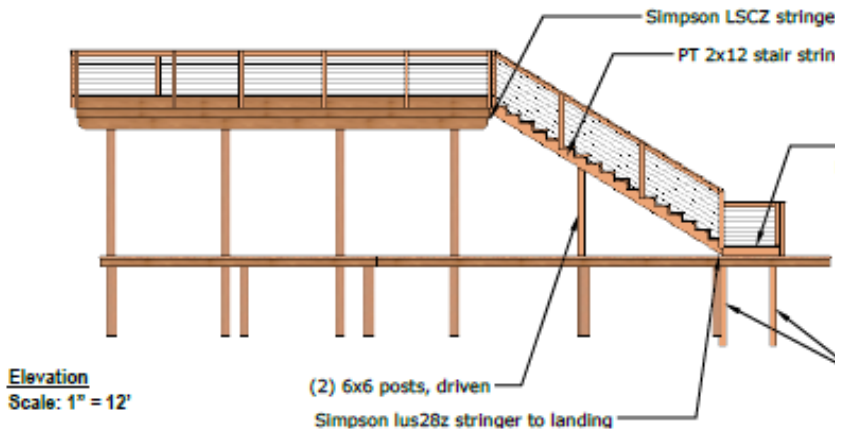 Simpson LSCZ stringe
PT 2x12 stair strin
Elevation
Scale: 1" = 12'
(2) 6x6 posts, driven
Simpson lus28z stringer to landing